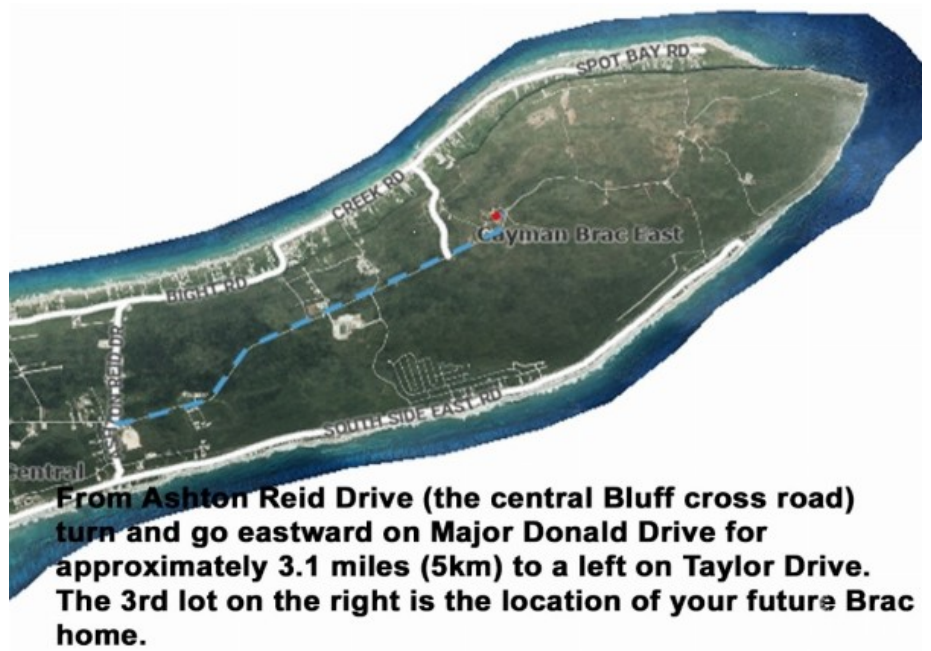 SPOT BAY RD
CREEK RD
Cayman Brac East
BIGHT RD
ASHTON REID DR
SOUTH SIDE EAST RD
Central
From Ashton Reid Drive (the central Bluff cross road)
turn and go eastward on Major Donald Drive for
approximately 3.1 miles (5km) to a left on Taylor Drive.
The 3rd lot on the right is the location of your future Brac
home.